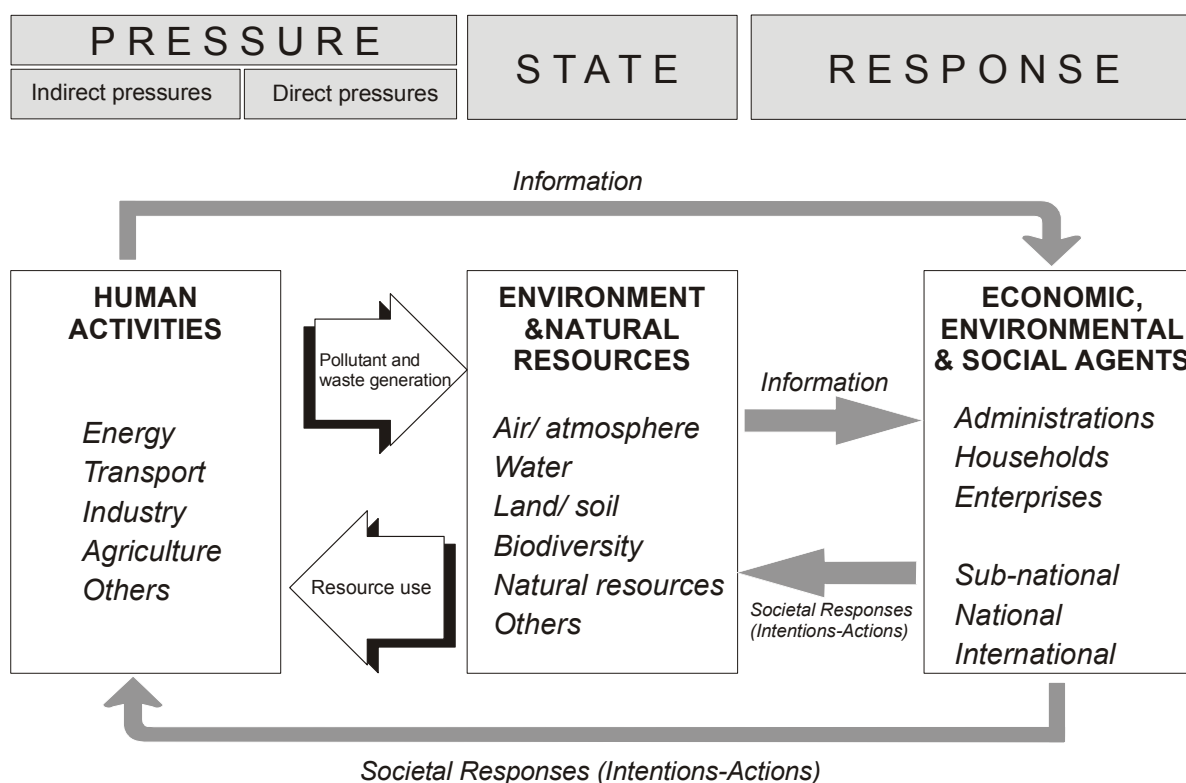 PRESSURE
Indirect pressures
Direct pressures
STATE
RESPONSE
Information
HUMAN
ACTIVITIES
Energy
Transport
Industry
Agriculture
Others
Pollutant and
waste generation
Resource use
ENVIRONMENT
&NATURAL
RESOURCES
Air/ atmosphere
Water
Land/ soil
Biodiversity
Natural resources
Others
Information
Societal Responses
(Intentions-Actions)
ECONOMIC,
ENVIRONMENTAL
& SOCIAL AGENTS
Administrations
Households
Enterprises
Sub-national
National
International
Societal Responses (Intentions-Actions)